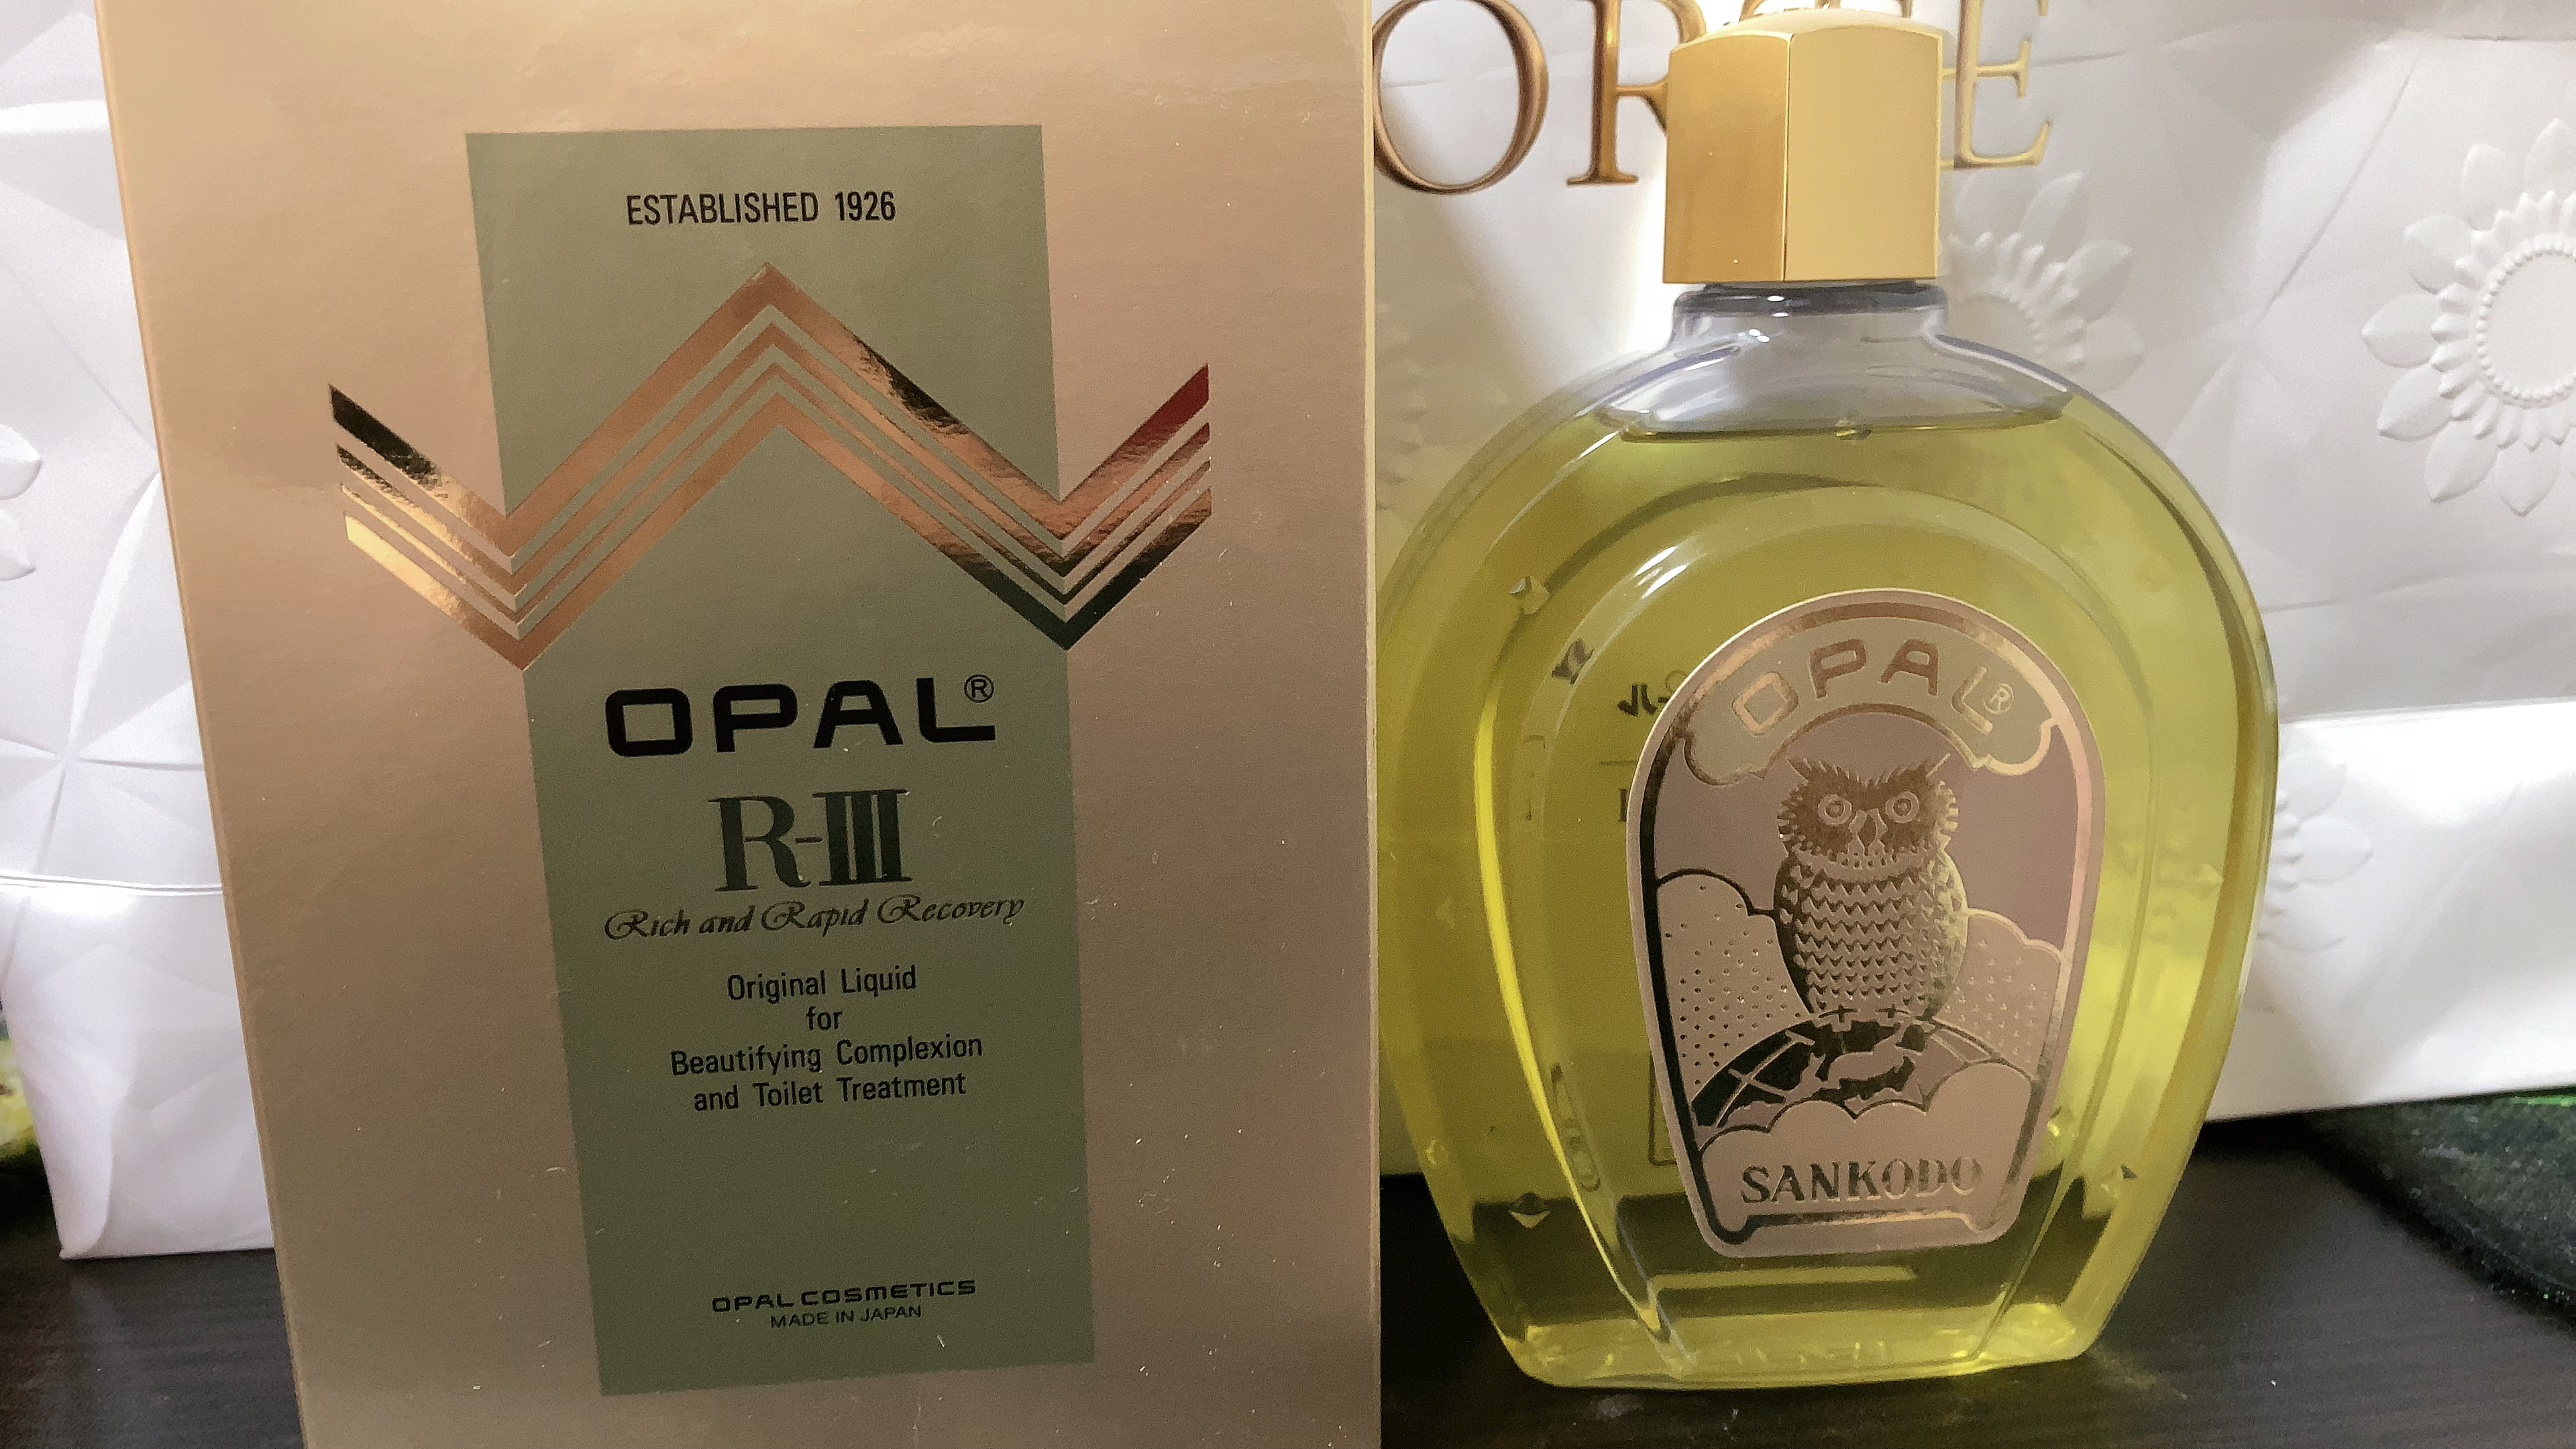 ESTABLISHED 1926
OPAL®
R-III
Rich and Rapid Recovery
Original Liquid
for
Beautifying Complexion
and Toilet Treatment
OPAL COSMETICS
MADE IN JAPAN
OPAL®
SANKODO